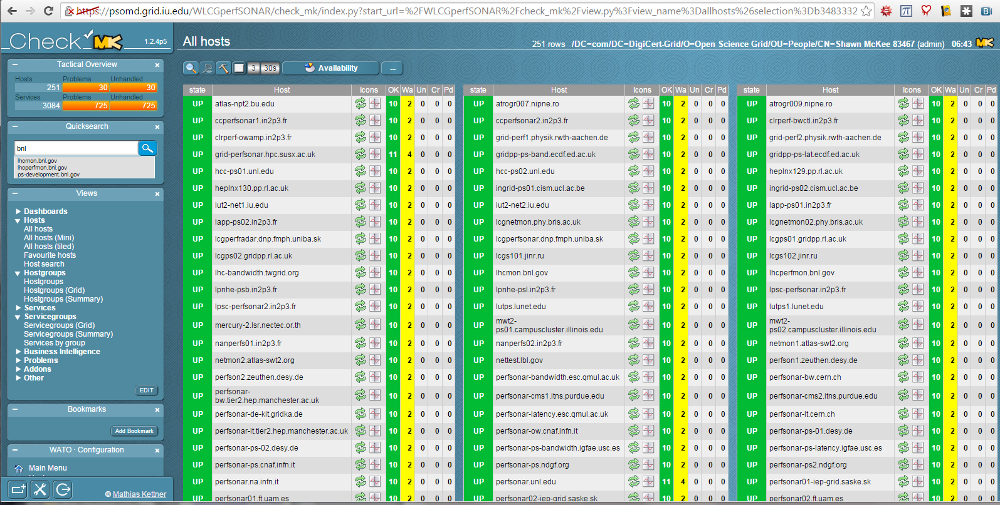 https://psomd.grid.iu.edu/WLCGperfSONAR/check_mk/index.py?start_url=%2FWLCGperfSONAR%2Fcheck_mk%2Fview.py%3Fview_name%3Dallhosts%26selection%3Db3483332
Check MK 1.2.4p5
All hosts
251 rows /DC=com/DC=DigiCert-Grid/O=Open Science Grid/OU=People/CN=Shawn McKee 83467 (admin) 06:43 MK
3 30s Availability ...
Tactical Overview
Hosts Problems Unhandled
251 30 30
Services Problems Unhandled
3084 725 725
Quicksearch
bnl
lhcmon.bnl.gov
lhcperfmon.bnl.gov
ps-development.bnl.gov
Views
Dashboards
Hosts
All hosts
All hosts (Mini)
All hosts (tiled)
Favourite hosts
Host search
Hostgroups
Hostgroups
Hostgroups (Grid)
Hostgroups (Summary)
Services
Servicegroups
Servicegroups (Grid)
Servicegroups (Summary)
Services by group
Business Intelligence
Problems
Addons
Other
EDIT
Bookmarks
Add Bookmark
WATO · Configuration
Main Menu
© Mathias Kettner
state Host Icons OK Wa Un Cr Pd state Host Icons OK Wa Un Cr Pd state Host Icons OK Wa Un Cr Pd
UP atlas-npt2.bu.edu 10 2 0 0 0 UP atrogr007.nipne.ro 10 2 0 0 0 UP atrogr009.nipne.ro 10 2 0 0 0
UP ccperfsonar1.in2p3.fr 10 2 0 0 0 UP ccperfsonar2.in2p3.fr 10 2 0 0 0 UP clrperf-bwctl.in2p3.fr 10 2 0 0 0
UP clrperf-owamp.in2p3.fr 10 2 0 0 0 UP grid-perf1.physik.rwth-aachen.de 10 2 0 0 0 UP grid-perf2.physik.rwth-aachen.de 10 2 0 0 0
UP grid-perfsonar.hpc.susx.ac.uk 11 4 0 0 0 UP gridpp-ps-band.ecdf.ed.ac.uk 10 2 0 0 0 UP gridpp-ps-lat.ecdf.ed.ac.uk 10 2 0 0 0
UP hcc-ps01.unl.edu 10 2 0 0 0 UP hcc-ps02.unl.edu 10 2 0 0 0 UP heplnx129.pp.rl.ac.uk 10 2 0 0 0
UP heplnx130.pp.rl.ac.uk 10 2 0 0 0 UP ingrid-ps01.cism.ucl.ac.be 10 2 0 0 0 UP ingrid-ps02.cism.ucl.ac.be 10 2 0 0 0
UP iut2-net1.iu.edu 10 2 0 0 0 UP iut2-net2.iu.edu 10 2 0 0 0 UP lapp-ps01.in2p3.fr 10 2 0 0 0
UP lapp-ps02.in2p3.fr 10 2 0 0 0 UP lcgnetmon.phy.bris.ac.uk 10 2 0 0 0 UP lcgnetmon02.phy.bris.ac.uk 10 2 0 0 0
UP lcgperfradar.dnp.fmph.uniba.sk 10 2 0 0 0 UP lcgperfsonar.dnp.fmph.uniba.sk 10 2 0 0 0 UP lcgps01.gridpp.rl.ac.uk 10 2 0 0 0
UP lcgps02.gridpp.rl.ac.uk 10 2 0 0 0 UP lcgs101.jinr.ru 10 2 0 0 0 UP lcgs102.jinr.ru 10 2 0 0 0
UP lhc-bandwidth.twgrid.org 10 2 0 0 0 UP lhcmon.bnl.gov 10 2 0 0 0 UP lhcperfmon.bnl.gov 10 2 0 0 0
UP lpnhe-psb.in2p3.fr 10 2 0 0 0 UP lpnhe-psl.in2p3.fr 10 2 0 0 0 UP lpsc-perfsonar.in2p3.fr 10 2 0 0 0
UP lpsc-perfsonar2.in2p3.fr 10 2 0 0 0 UP lutps.lunet.edu 10 2 0 0 0 UP lutps1.lunet.edu 10 2 0 0 0
UP mercury-2.lsr.nectec.or.th 10 2 0 0 0 UP mwt2-ps01.campuscluster.illinois.edu 10 2 0 0 0 UP mwt2-ps02.campuscluster.illinois.edu 10 2 0 0 0
UP nanperfs01.in2p3.fr 10 2 0 0 0 UP nanperfs02.in2p3.fr 10 2 0 0 0 UP netmon1.atlas-swt2.org 10 2 0 0 0
UP netmon2.atlas-swt2.org 10 2 0 0 0 UP nettest.lbl.gov 10 2 0 0 0 UP perfson1.zeuthen.desy.de 10 2 0 0 0
UP perfson2.zeuthen.desy.de 10 2 0 0 0 UP perfsonar-bandwidth.esc.qmul.ac.uk 10 2 0 0 0 UP perfsonar-bw.cern.ch 10 2 0 0 0
UP perfsonar-bw.tier2.hep.manchester.ac.uk 10 2 0 0 0 UP perfsonar-cms1.itns.purdue.edu 10 2 0 0 0 UP perfsonar-cms2.itns.purdue.edu 10 2 0 0 0
UP perfsonar-de-kit.gridka.de 10 2 0 0 0 UP perfsonar-latency.esc.qmul.ac.uk 10 2 0 0 0 UP perfsonar-lt.cern.ch 10 2 0 0 0
UP perfsonar-lt.tier2.hep.manchester.ac.uk 10 2 0 0 0 UP perfsonar-ow.cnaf.infn.it 10 2 0 0 0 UP perfsonar-ps-01.desy.de 10 2 0 0 0
UP perfsonar-ps-02.desy.de 10 2 0 0 0 UP perfsonar-ps-bandwidth.igfae.usc.es 10 2 0 0 0 UP perfsonar-ps-latency.igfae.usc.es 10 2 0 0 0
UP perfsonar-ps.cnaf.infn.it 10 2 0 0 0 UP perfsonar-ps.ndgf.org 10 2 0 0 0 UP perfsonar-ps2.ndgf.org 10 2 0 0 0
UP perfsonar.na.infn.it 10 2 0 0 0 UP perfsonar.unl.edu 11 4 0 0 0 UP perfsonar01-iep-grid.saske.sk 10 2 0 0 0
UP perfsonar01.ft.uam.es 10 2 0 0 0 UP perfsonar02-iep-grid.saske.sk 10 2 0 0 0 UP perfsonar02.ft.uam.es 10 2 0 0 0